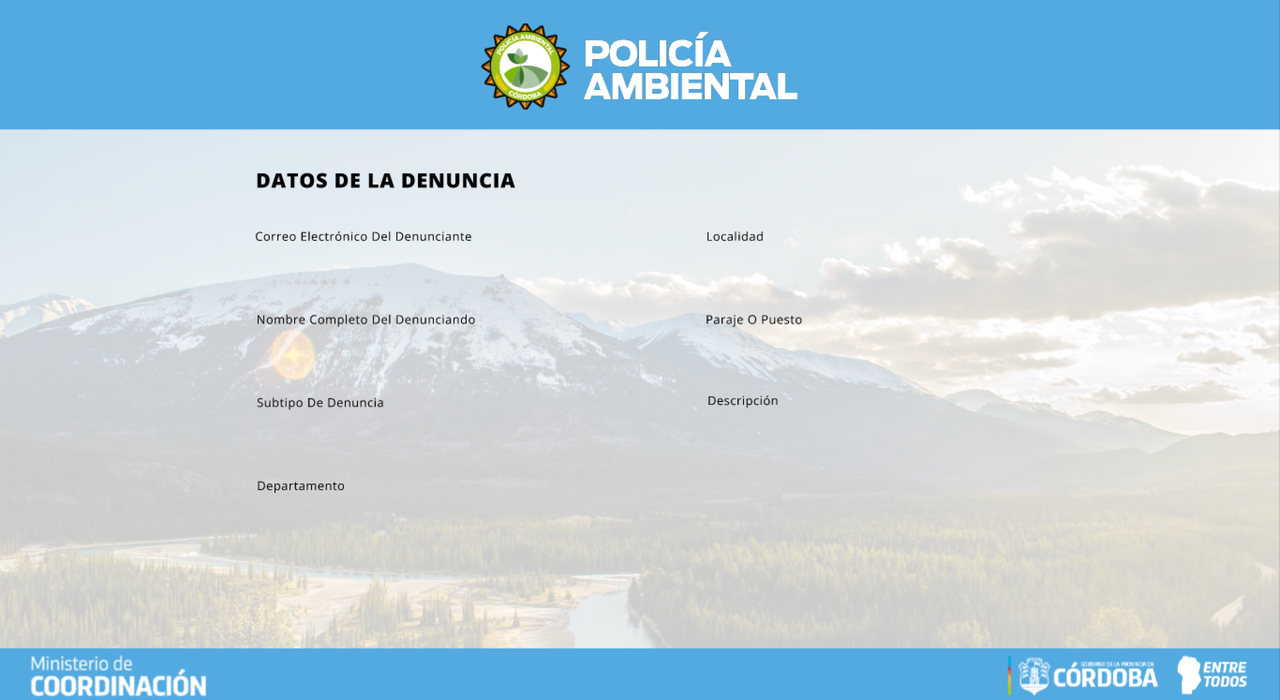 POLICÍA AMBIENTAL
CÓRDOBA
POLICÍA
AMBIENTAL
DATOS DE LA DENUNCIA
Correo Electrónico Del Denunciante
Localidad
Nombre Completo Del Denunciando
Paraje O Puesto
Subtipo De Denuncia
Descripción
Departamento
Ministerio de
COORDINACIÓN
GOBIERNO DE LA PROVINCIA DE
CÓRDOBA
ENTRE
TODOS